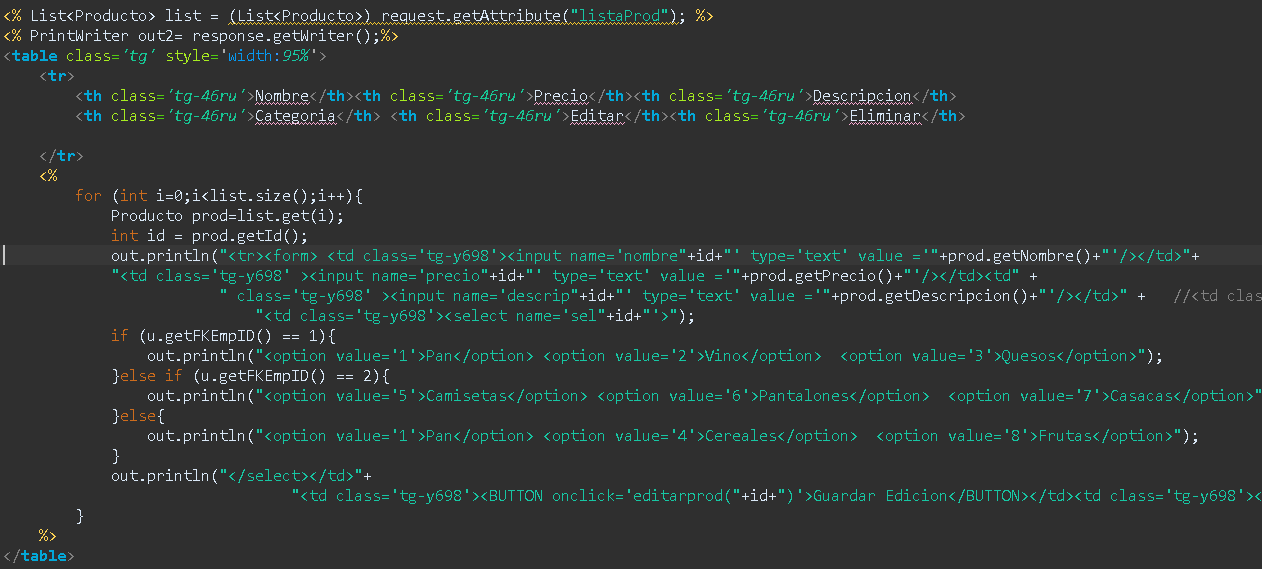 <% List<Producto> list = (List<Producto>) request.getAttribute("listaProd"); %>
<% PrintWriter out2= response.getWriter();%>
<table class='tg' style='width:95%'>
<tr>
<th class='tg-46ru'>Nombre</th><th class='tg-46ru'>Precio</th><th class='tg-46ru'>Descripcion</th>
<th class='tg-46ru'>Categoria</th> <th class='tg-46ru'>Editar</th><th class='tg-46ru'>Eliminar</th>
</tr>
<%
for (int i=0;i<list.size();i++){
Producto prod=list.get(i);
int id = prod.getId();
out.println("<tr><form> <td class='tg-y698'><input name='nombre"+id+"' type='text' value ='"+prod.getNombre()+"'/></td>"+
"<td class='tg-y698' ><input name='precio"+id+"' type='text' value ='"+prod.getPrecio()+"'/></td><td" +
" class='tg-y698' ><input name='descrip"+id+"' type='text' value ='"+prod.getDescripcion()+"'/></td>" + //<td clas
"<td class='tg-y698'><select name='sel"+id+"'>");
if (u.getFKEmpID() == 1){
out.println("<option value='1'>Pan</option> <option value='2'>Vino</option> <option value='3'>Quesos</option>");
}else if (u.getFKEmpID() == 2){
out.println("<option value='5'>Camisetas</option> <option value='6'>Pantalones</option> <option value='7'>Casacas</option>"
}else{
out.println("<option value='1'>Pan</option> <option value='4'>Cereales</option> <option value='8'>Frutas</option>");
}
out.println("</select></td>"+
"<td class='tg-y698'><BUTTON onclick='editarprod("+id+")'>Guardar Edicion</BUTTON></td><td class='tg-y698'><
}
%>
</table>